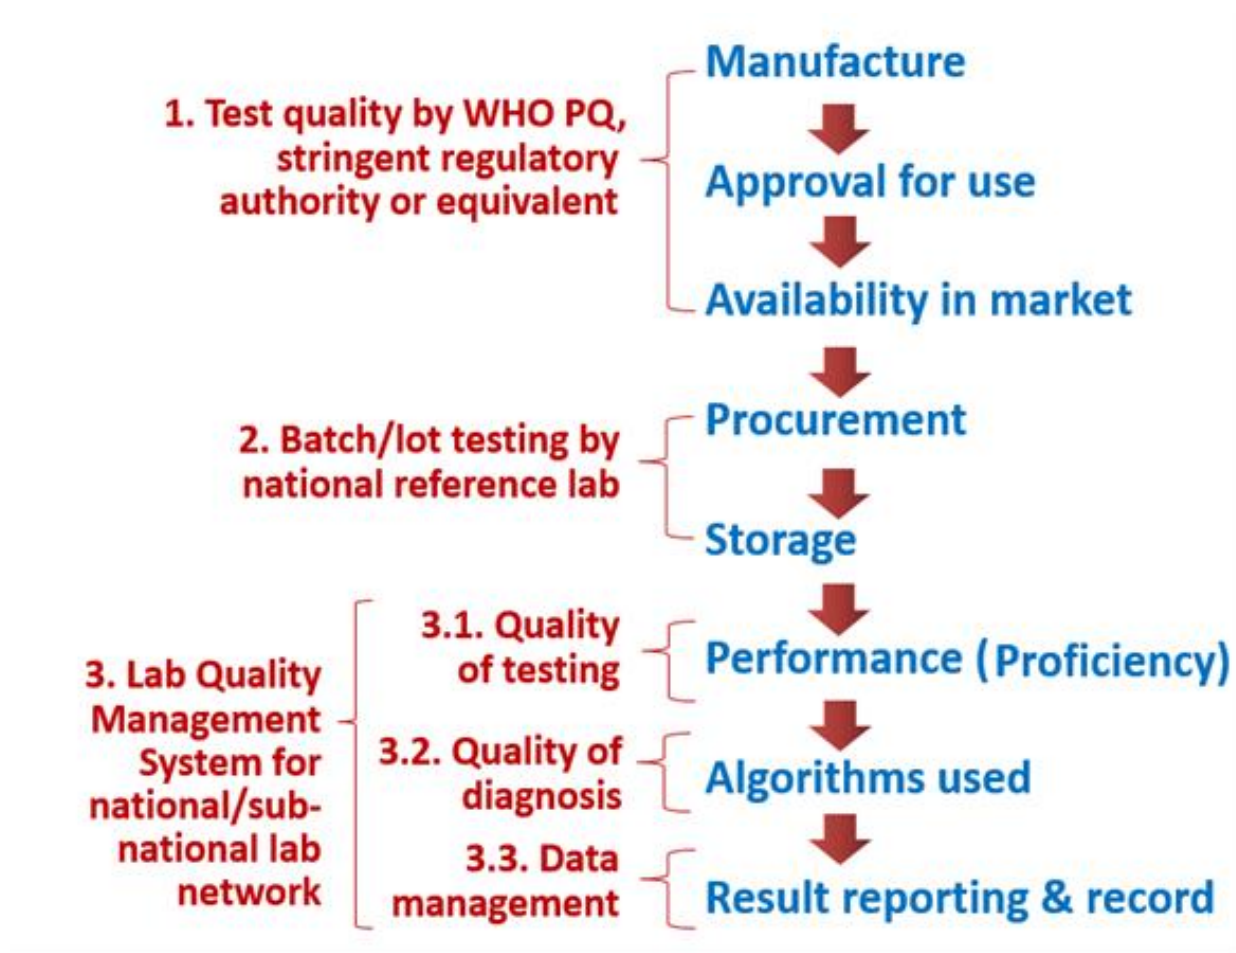 Manufacture
1. Test quality by WHO PQ,
stringent regulatory
authority or equivalent
Approval for use
Availability in market
Procurement
2. Batch/lot testing by
national reference lab
Storage
3. Lab Quality
Management
System for
national/sub-
national lab
network
3.1. Quality
of testing
Performance (Proficiency)
3.2. Quality of
diagnosis
Algorithms used
3.3. Data
management
Result reporting & record